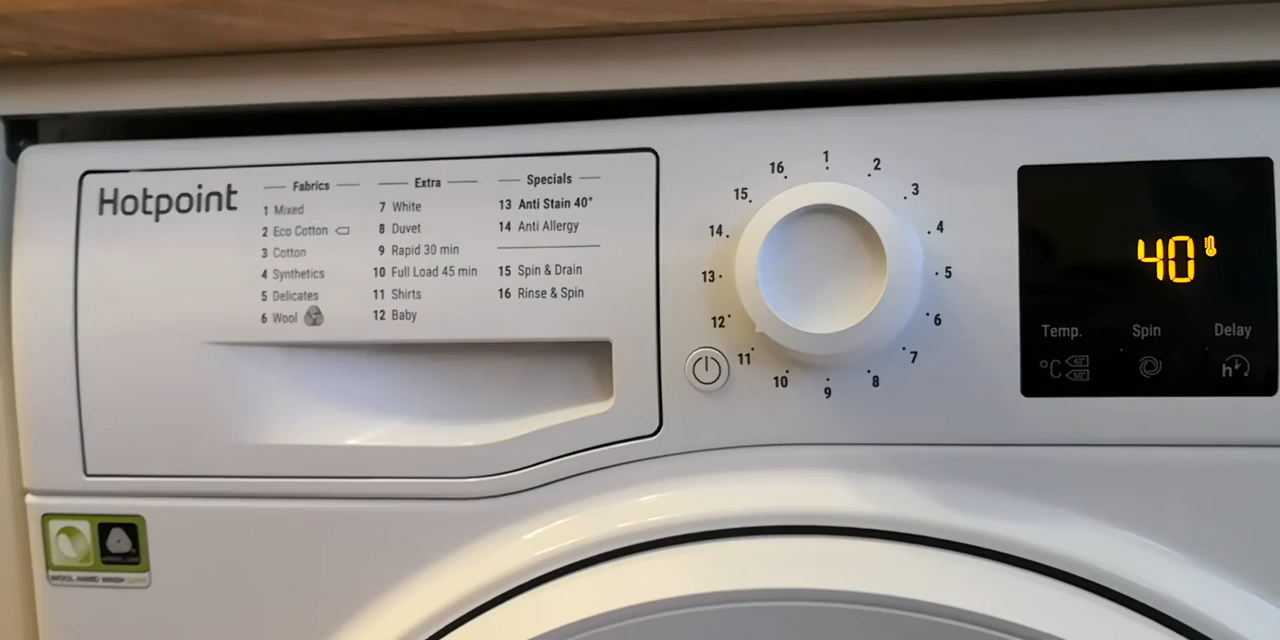 Hotpoint
Fabrics
1 Mixed
2 Eco Cotton
3 Cotton
4 Synthetics
5 Delicates
6 Wool
Extra
7 White
8 Duvet
9 Rapid 30 min
10 Full Load 45 min
11 Shirts
12 Baby
Specials
13 Anti Stain 40°
14 Anti Allergy
15 Spin & Drain
16 Rinse & Spin
1
2
3
4
5
6
7
8
9
10
11
12
13
14
15
16
40°
Temp. Spin Delay
°C 40° 60° h